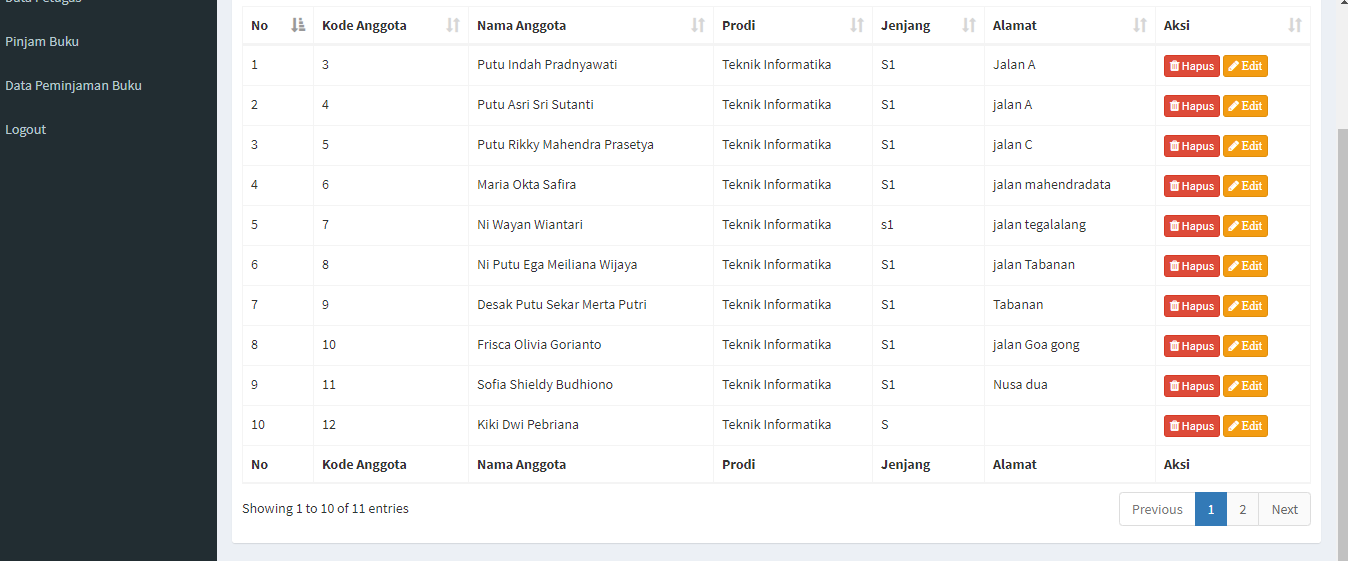 Data Petugas
Pinjam Buku
Data Peminjaman Buku
Logout
No Kode Anggota Nama Anggota Prodi Jenjang Alamat Aksi
1 3 Putu Indah Pradnyawati Teknik Informatika S1 Jalan A Hapus Edit
2 4 Putu Asri Sri Sutanti Teknik Informatika S1 jalan A Hapus Edit
3 5 Putu Rikky Mahendra Prasetya Teknik Informatika S1 jalan C Hapus Edit
4 6 Maria Okta Safira Teknik Informatika S1 jalan mahendradata Hapus Edit
5 7 Ni Wayan Wiantari Teknik Informatika s1 jalan tegalalang Hapus Edit
6 8 Ni Putu Ega Meiliana Wijaya Teknik Informatika S1 jalan Tabanan Hapus Edit
7 9 Desak Putu Sekar Merta Putri Teknik Informatika S1 Tabanan Hapus Edit
8 10 Frisca Olivia Gorianto Teknik Informatika S1 jalan Goa gong Hapus Edit
9 11 Sofia Shieldy Budhiono Teknik Informatika S1 Nusa dua Hapus Edit
10 12 Kiki Dwi Pebriana Teknik Informatika S Hapus Edit
No Kode Anggota Nama Anggota Prodi Jenjang Alamat Aksi
Showing 1 to 10 of 11 entries
Previous 1 2 Next